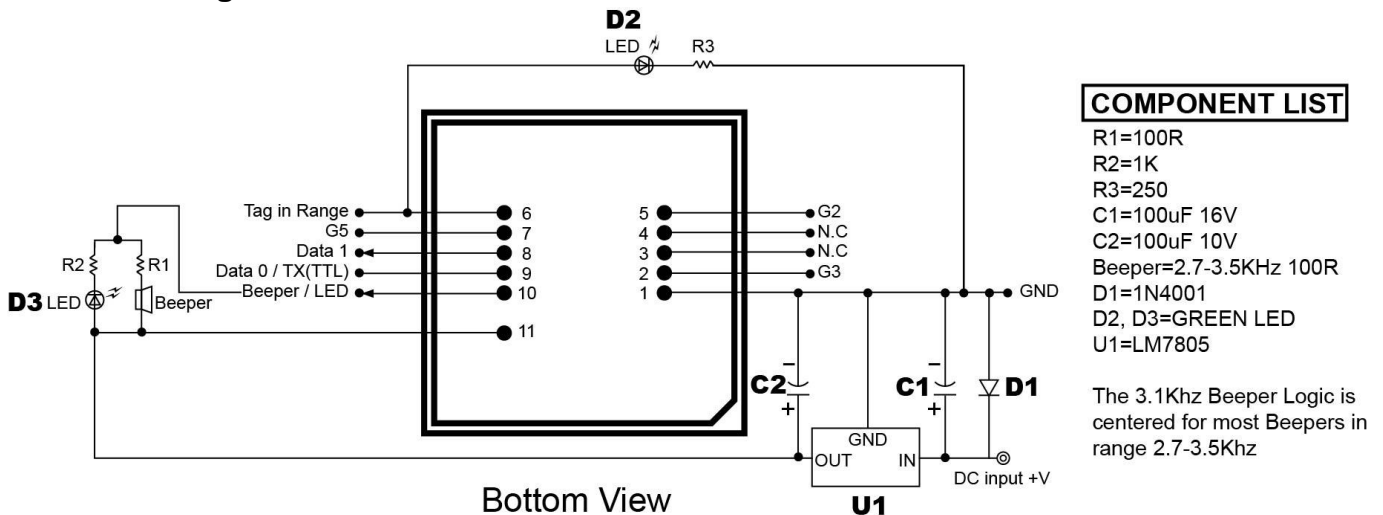 D2
LED
R3
COMPONENT LIST
R1=100R
R2=1K
R3=250
C1=100uF 16V
C2=100uF 10V
Beeper=2.7-3.5KHz 100R
D1=1N4001
D2, D3=GREEN LED
U1=LM7805
The 3.1Khz Beeper Logic is
centered for most Beepers in
range 2.7-3.5Khz
Tag in Range 6 5 G2
G5 7 4 N.C
Data 1 8 3 N.C
Data 0 / TX(TTL) 9 2 G3
Beeper / LED 10 1 GND
11
R2 R1
D3 LED Beeper
C2 − +
C1 − +
D1
GND
OUT IN
DC input +V
U1
Bottom View